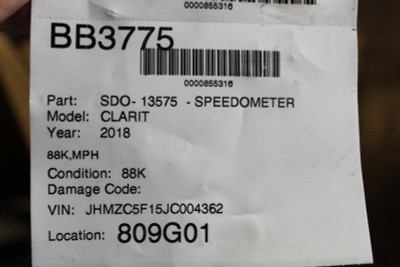 0000855316
BB3775
0000855316
Part: SDO- 13575 - SPEEDOMETER
Model: CLARIT
Year: 2018
88K,MPH
Condition: 88K
Damage Code:
VIN: JHMZC5F15JC004362
Location: 809G01